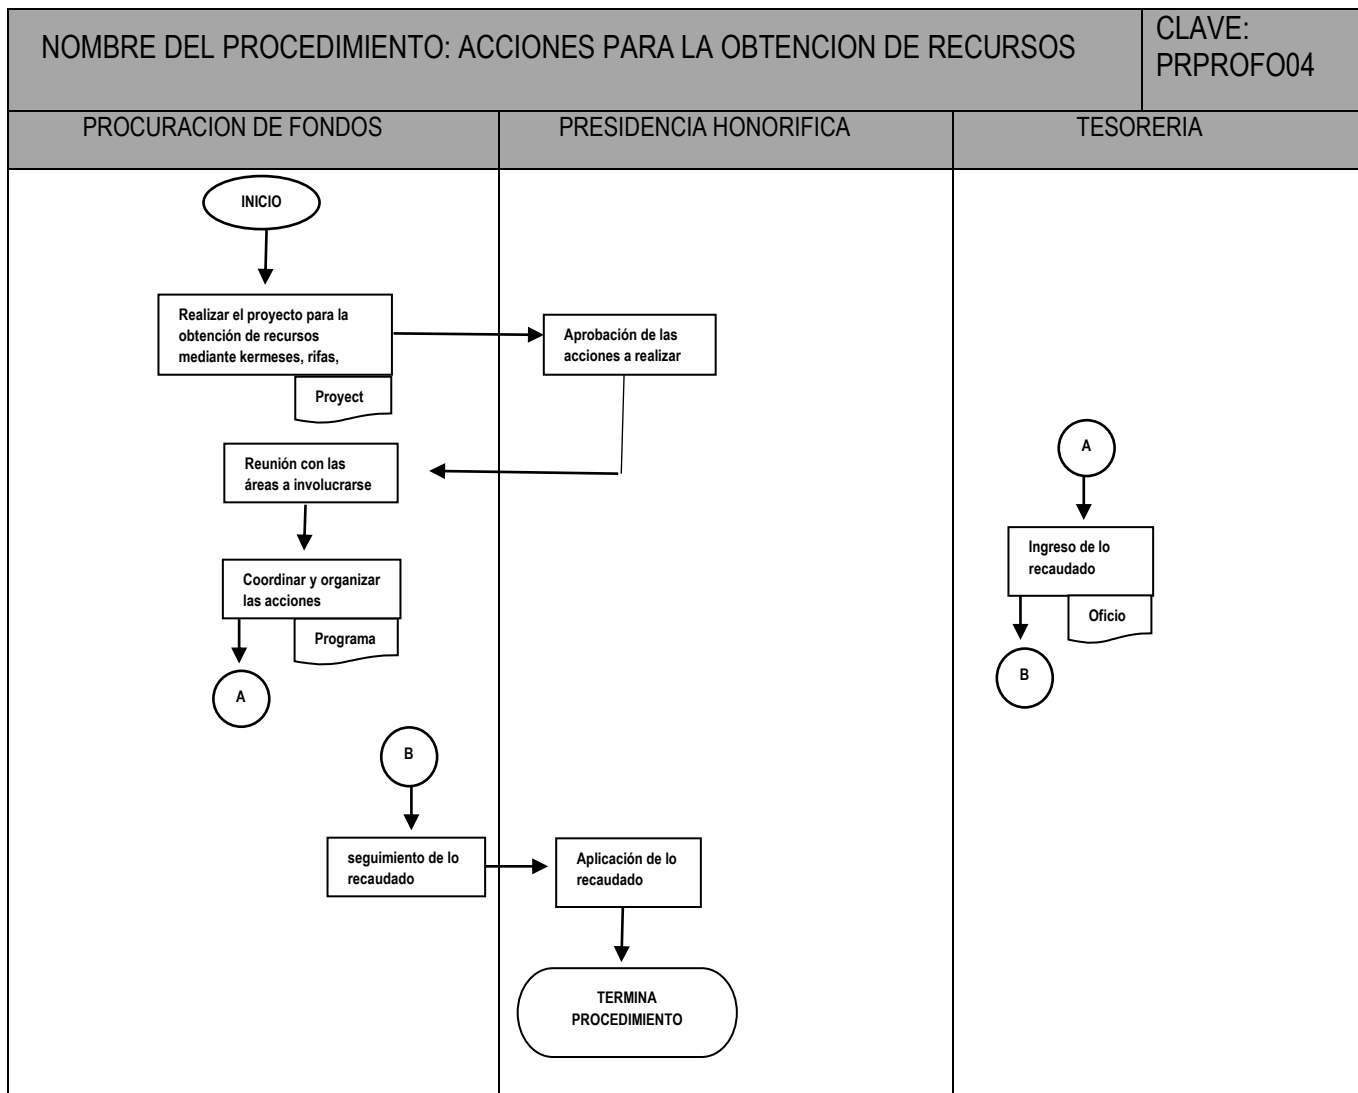 NOMBRE DEL PROCEDIMIENTO: ACCIONES PARA LA OBTENCION DE RECURSOS
CLAVE:
PRPROFO04
PROCURACION DE FONDOS
PRESIDENCIA HONORIFICA
TESORERIA
INICIO
Realizar el proyecto para la
obtención de recursos
mediante kermeses, rifas,
Proyect
Aprobación de las
acciones a realizar
Reunión con las
áreas a involucrarse
Coordinar y organizar
las acciones
Programa
A
A
Ingreso de lo
recaudado
Oficio
B
B
seguimiento de lo
recaudado
Aplicación de lo
recaudado
TERMINA
PROCEDIMIENTO